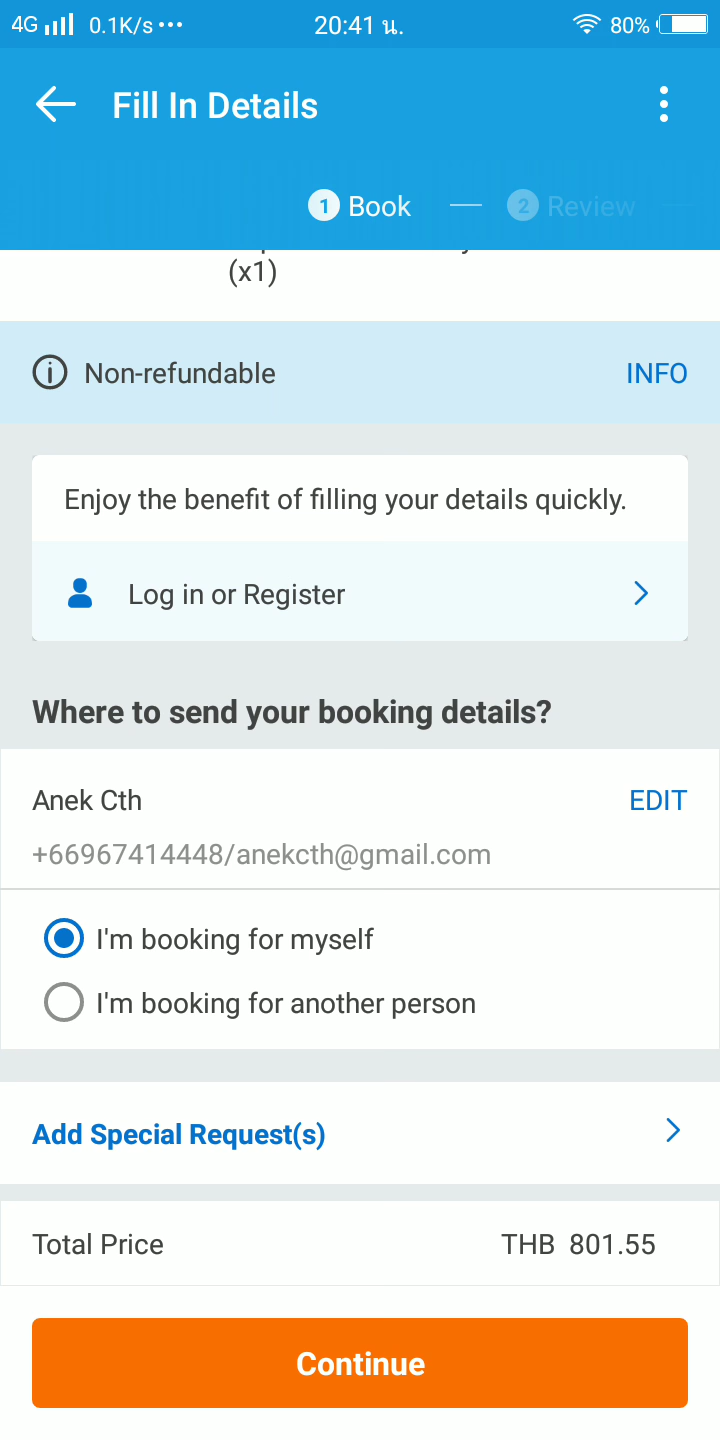 4G 0.1K/s ... 20:41 น. 80%
Fill In Details
1 Book — 2 Review
(x1)
Non-refundable INFO
Enjoy the benefit of filling your details quickly.
Log in or Register
Where to send your booking details?
Anek Cth EDIT
+66967414448/anekcth@gmail.com
I'm booking for myself
I'm booking for another person
Add Special Request(s)
Total Price THB 801.55
Continue